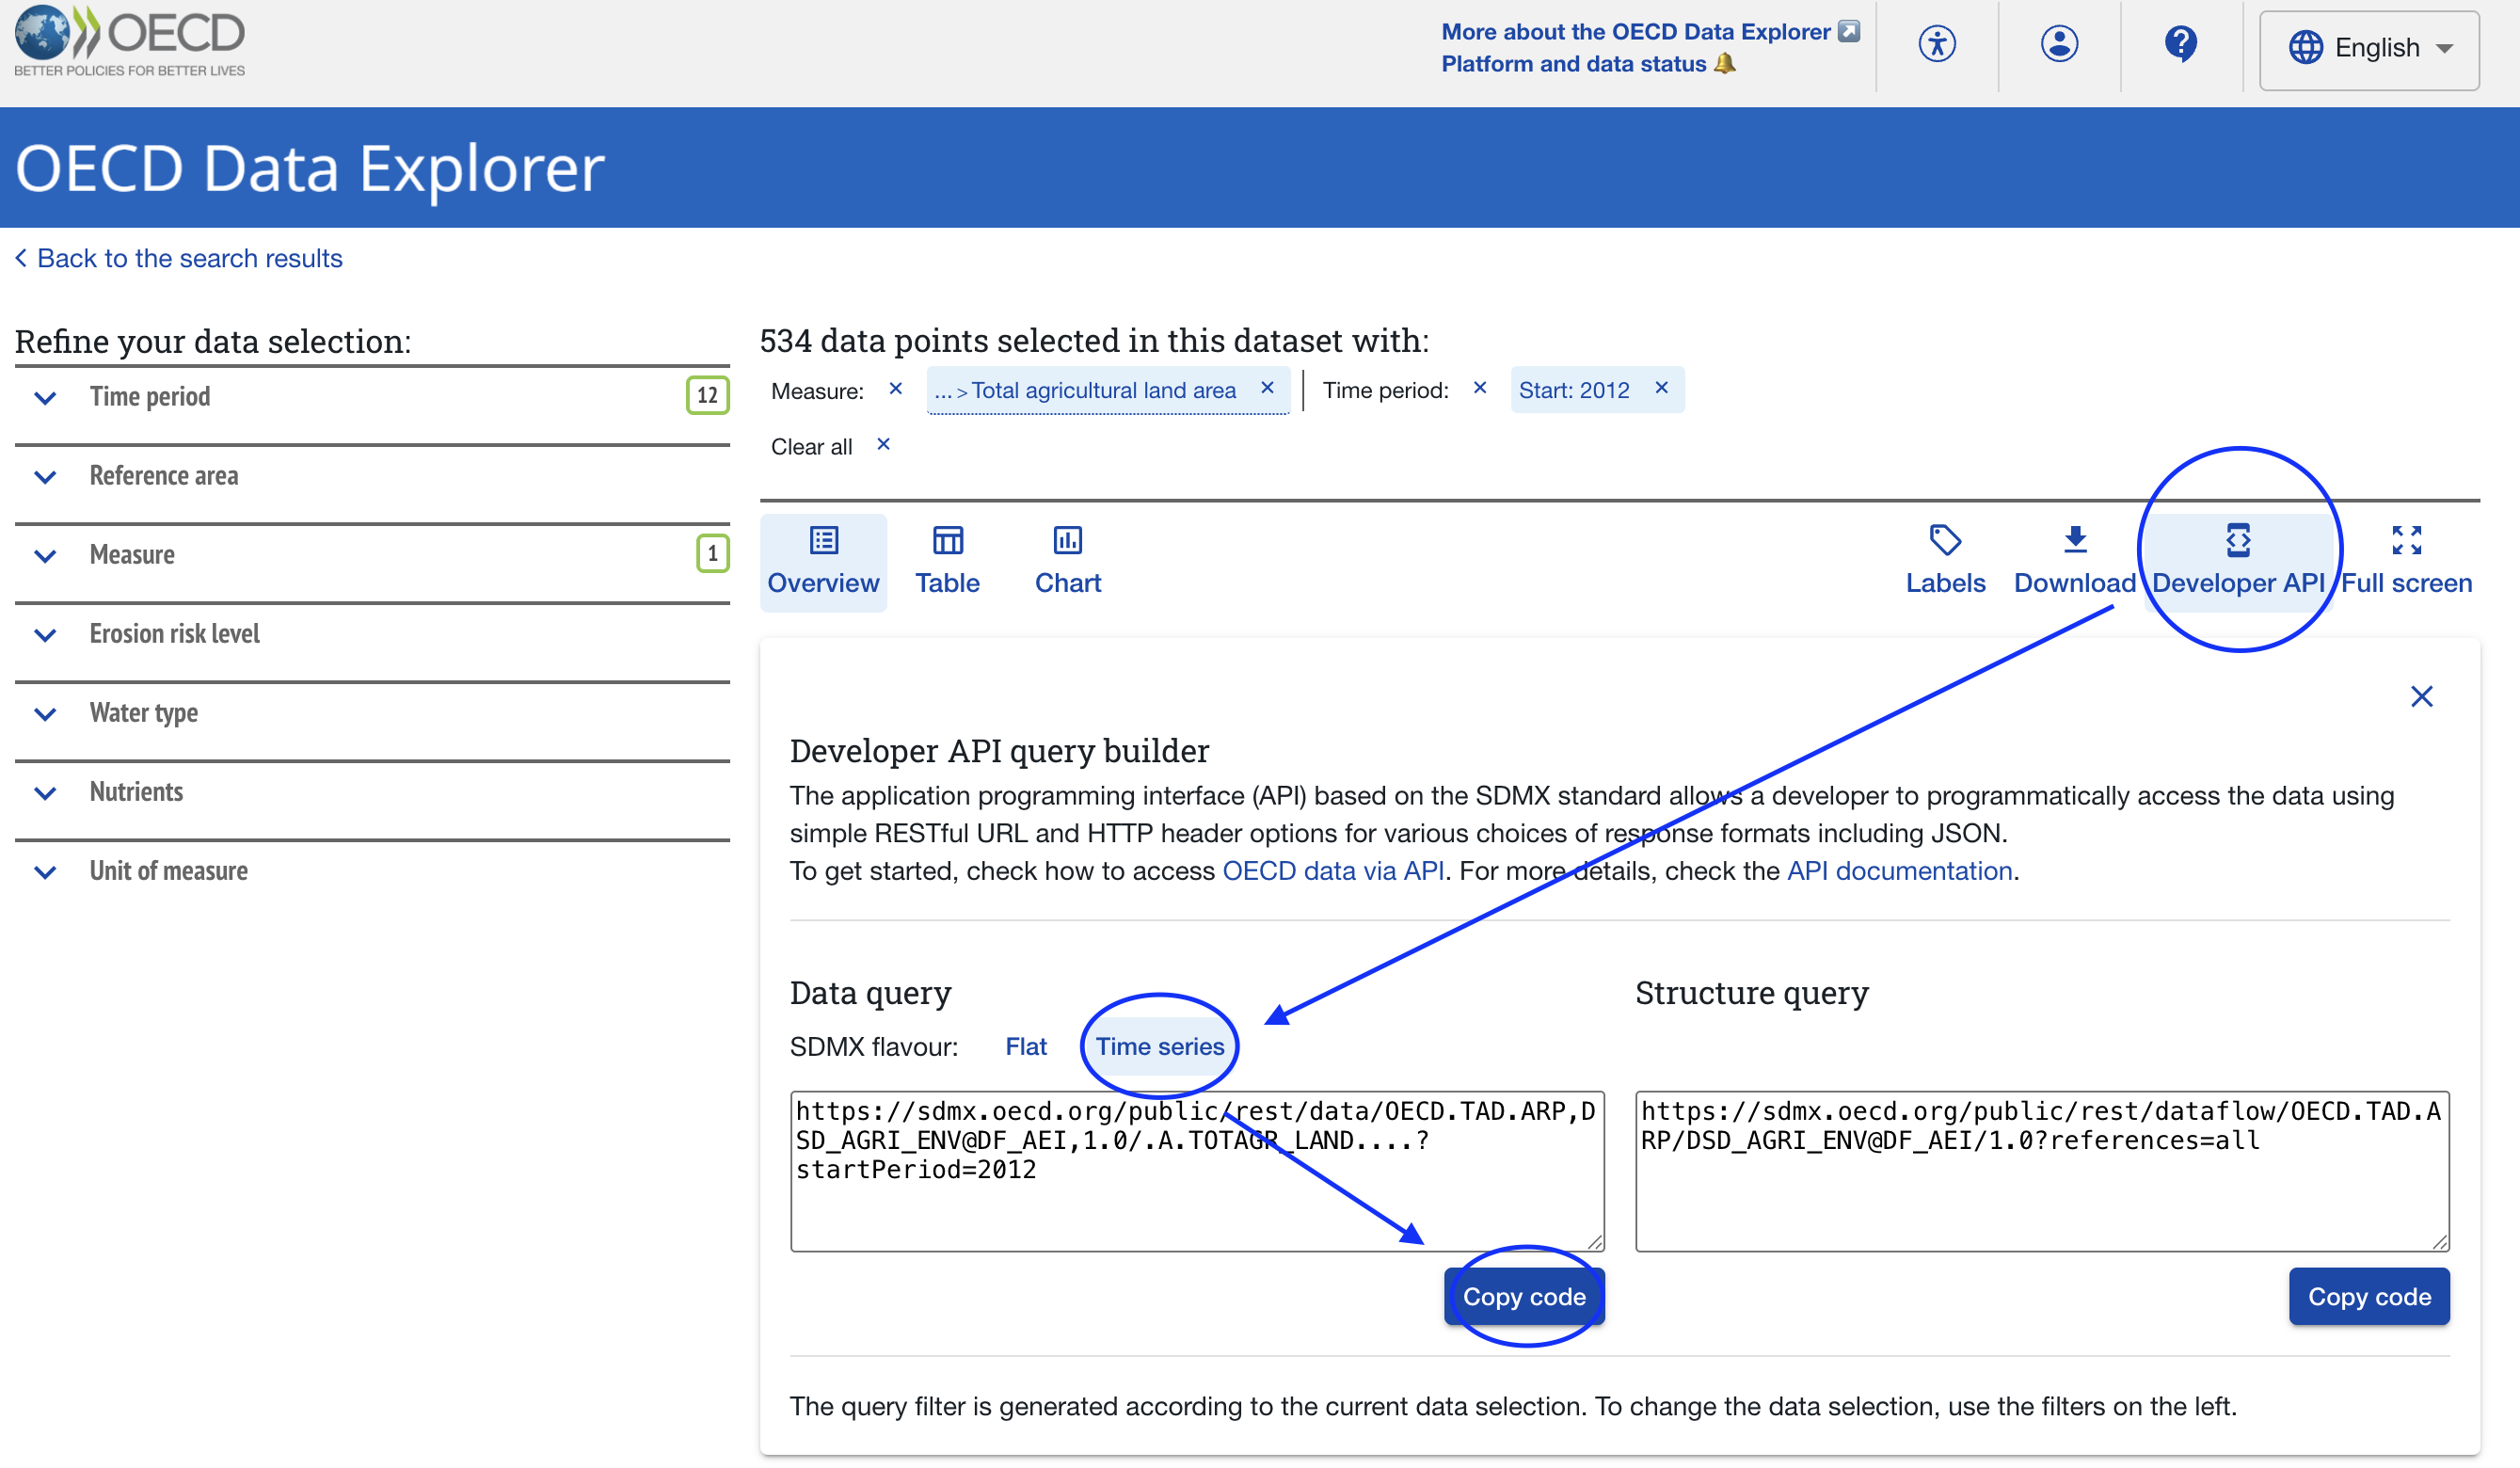 OECD
BETTER POLICIES FOR BETTER LIVES
More about the OECD Data Explorer
Platform and data status
English
OECD Data Explorer
Back to the search results
Refine your data selection:
Time period
12
Reference area
Measure
1
Erosion risk level
Water type
Nutrients
Unit of measure
534 data points selected in this dataset with:
Measure: × ... > Total agricultural land area × Time period: × Start: 2012 ×
Clear all ×
Overview Table Chart Labels Download Developer API Full screen
Developer API query builder
The application programming interface (API) based on the SDMX standard allows a developer to programmatically access the data using
simple RESTful URL and HTTP header options for various choices of response formats including JSON.
To get started, check how to access OECD data via API. For more details, check the API documentation.
Data query
SDMX flavour: Flat Time series
https://sdmx.oecd.org/public/rest/data/OECD.TAD.ARP,D
SD_AGRI_ENV@DF_AEI,1.0/.A.TOTAGR_LAND....?
startPeriod=2012
Copy code
Structure query
https://sdmx.oecd.org/public/rest/dataflow/OECD.TAD.A
RP/DSD_AGRI_ENV@DF_AEI/1.0?references=all
Copy code
The query filter is generated according to the current data selection. To change the data selection, use the filters on the left.